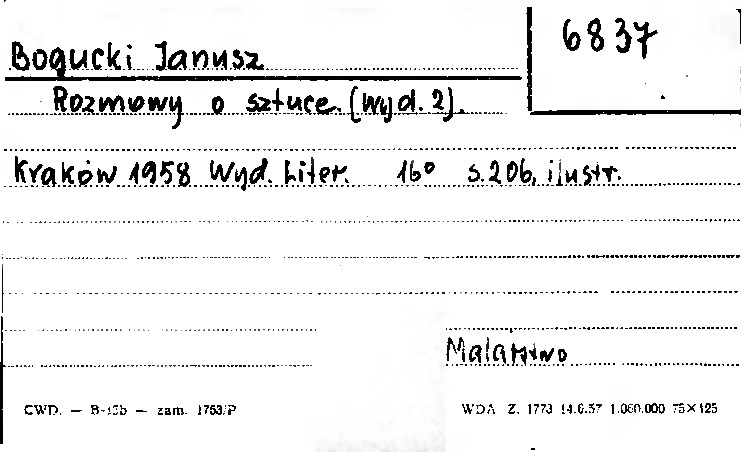 6837
Bogucki Janusz
Rozmowy o sztuce. (Wyd. 2).
Kraków 1958 Wyd. Liter. 16° s. 206, ilustr.
Malarstwo
CWD. — B-13b — zam. 1753/P
WDA Z. 1773 14.6.57 1.060.000 75×125